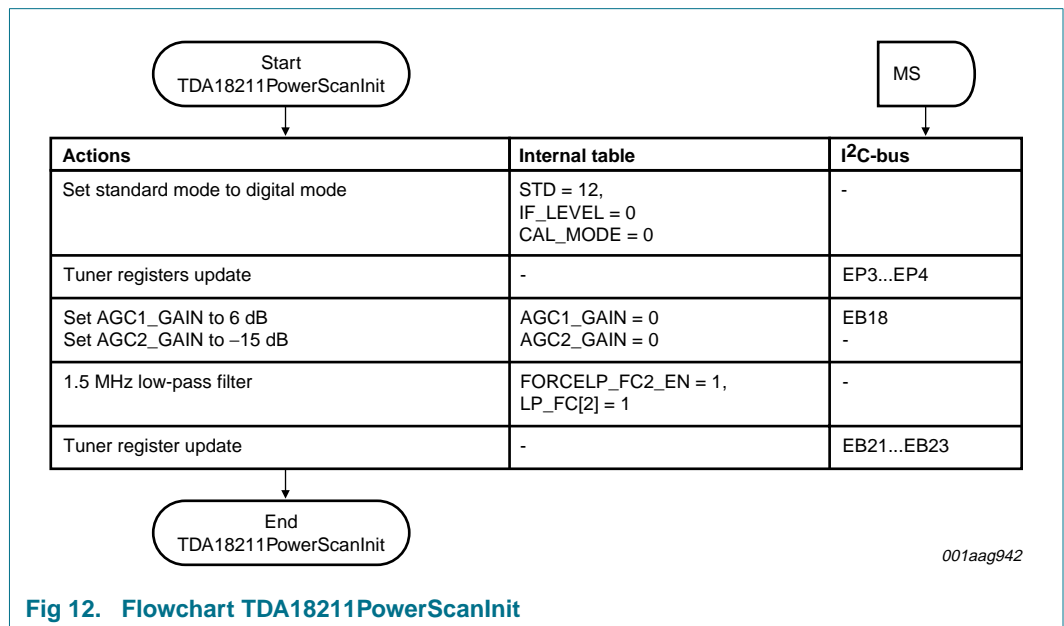 Start
TDA18211PowerScanInit
MS
Actions Internal table I2C-bus
Set standard mode to digital mode STD = 12, -
IF_LEVEL = 0
CAL_MODE = 0
Tuner registers update - EP3...EP4
Set AGC1_GAIN to 6 dB AGC1_GAIN = 0 EB18
Set AGC2_GAIN to −15 dB AGC2_GAIN = 0 -
1.5 MHz low-pass filter FORCELP_FC2_EN = 1, -
LP_FC[2] = 1
Tuner register update - EB21...EB23
End
TDA18211PowerScanInit
001aag942
Fig 12. Flowchart TDA18211PowerScanInit